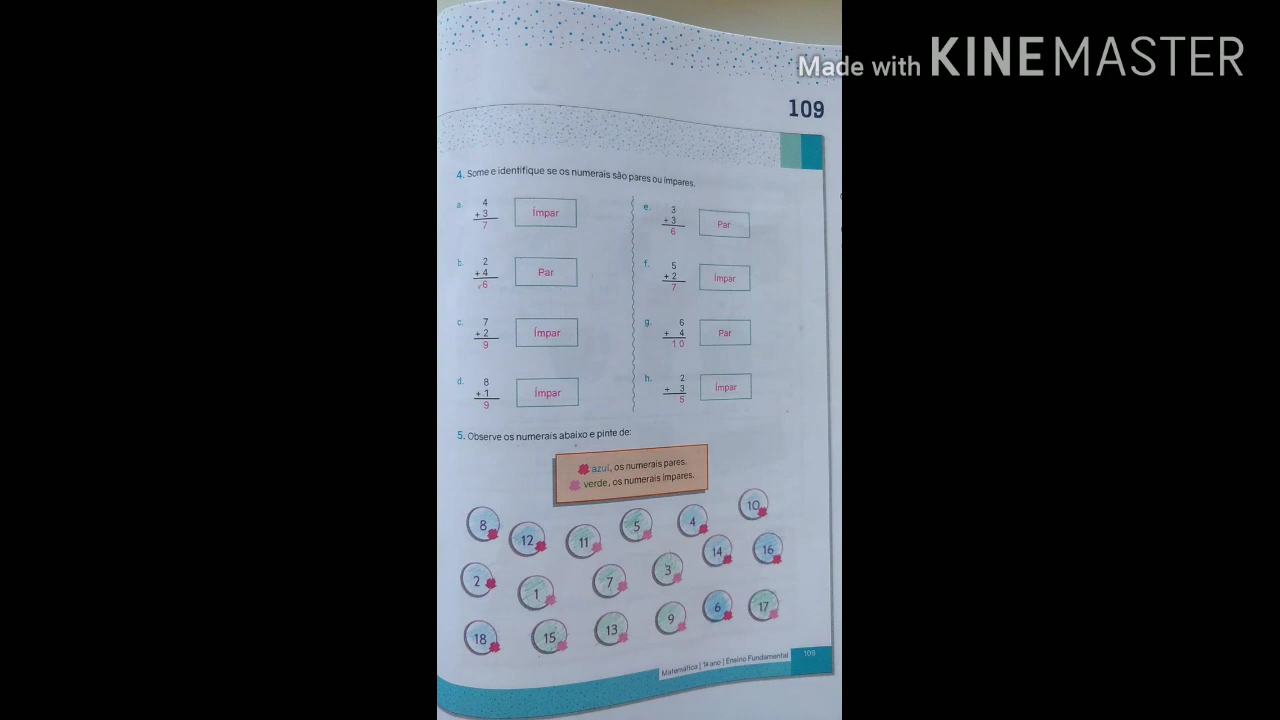 Made with KINEMASTER
109
4. Some e identifique se os numerais são pares ou ímpares.
a. 4
+ 3
7
Ímpar
b. 2
+ 4
6
Par
c. 7
+ 2
9
Ímpar
d. 8
+ 1
9
Ímpar
e. 3
+ 3
6
Par
f. 5
+ 2
7
Ímpar
g. 6
+ 4
10
Par
h. 2
+ 3
5
Ímpar
5. Observe os numerais abaixo e pinte de:
azul, os numerais pares.
verde, os numerais ímpares.
8 12 11 5 4 10
2 1 7 3 14 16
18 15 13 9 6 17
Matemática | 1º ano | Ensino Fundamental 109